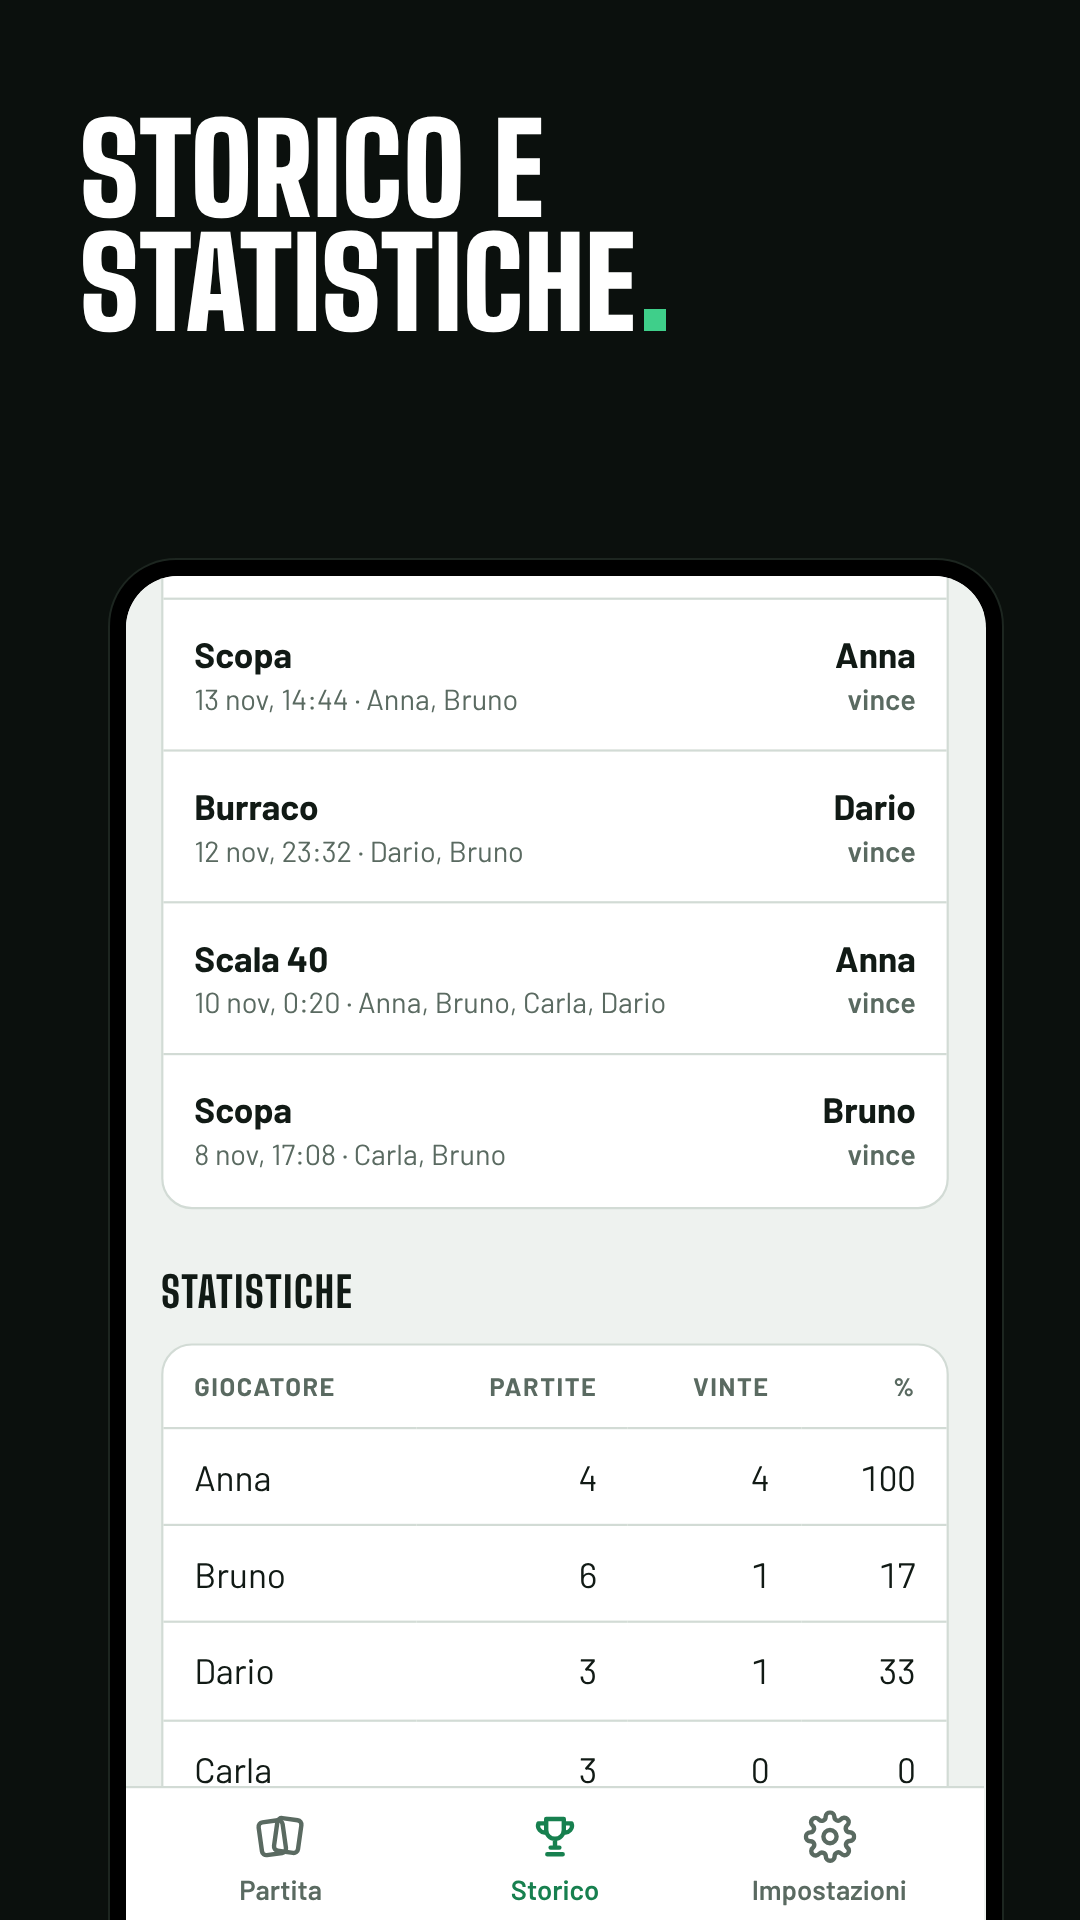 STORICO E
STATISTICHE.
Scopa Anna
13 nov, 14:44 · Anna, Bruno vince
Burraco Dario
12 nov, 23:32 · Dario, Bruno vince
Scala 40 Anna
10 nov, 0:20 · Anna, Bruno, Carla, Dario vince
Scopa Bruno
8 nov, 17:08 · Carla, Bruno vince
STATISTICHE
GIOCATORE PARTITE VINTE %
Anna 4 4 100
Bruno 6 1 17
Dario 3 1 33
Carla 3 0 0
Partita Storico Impostazioni